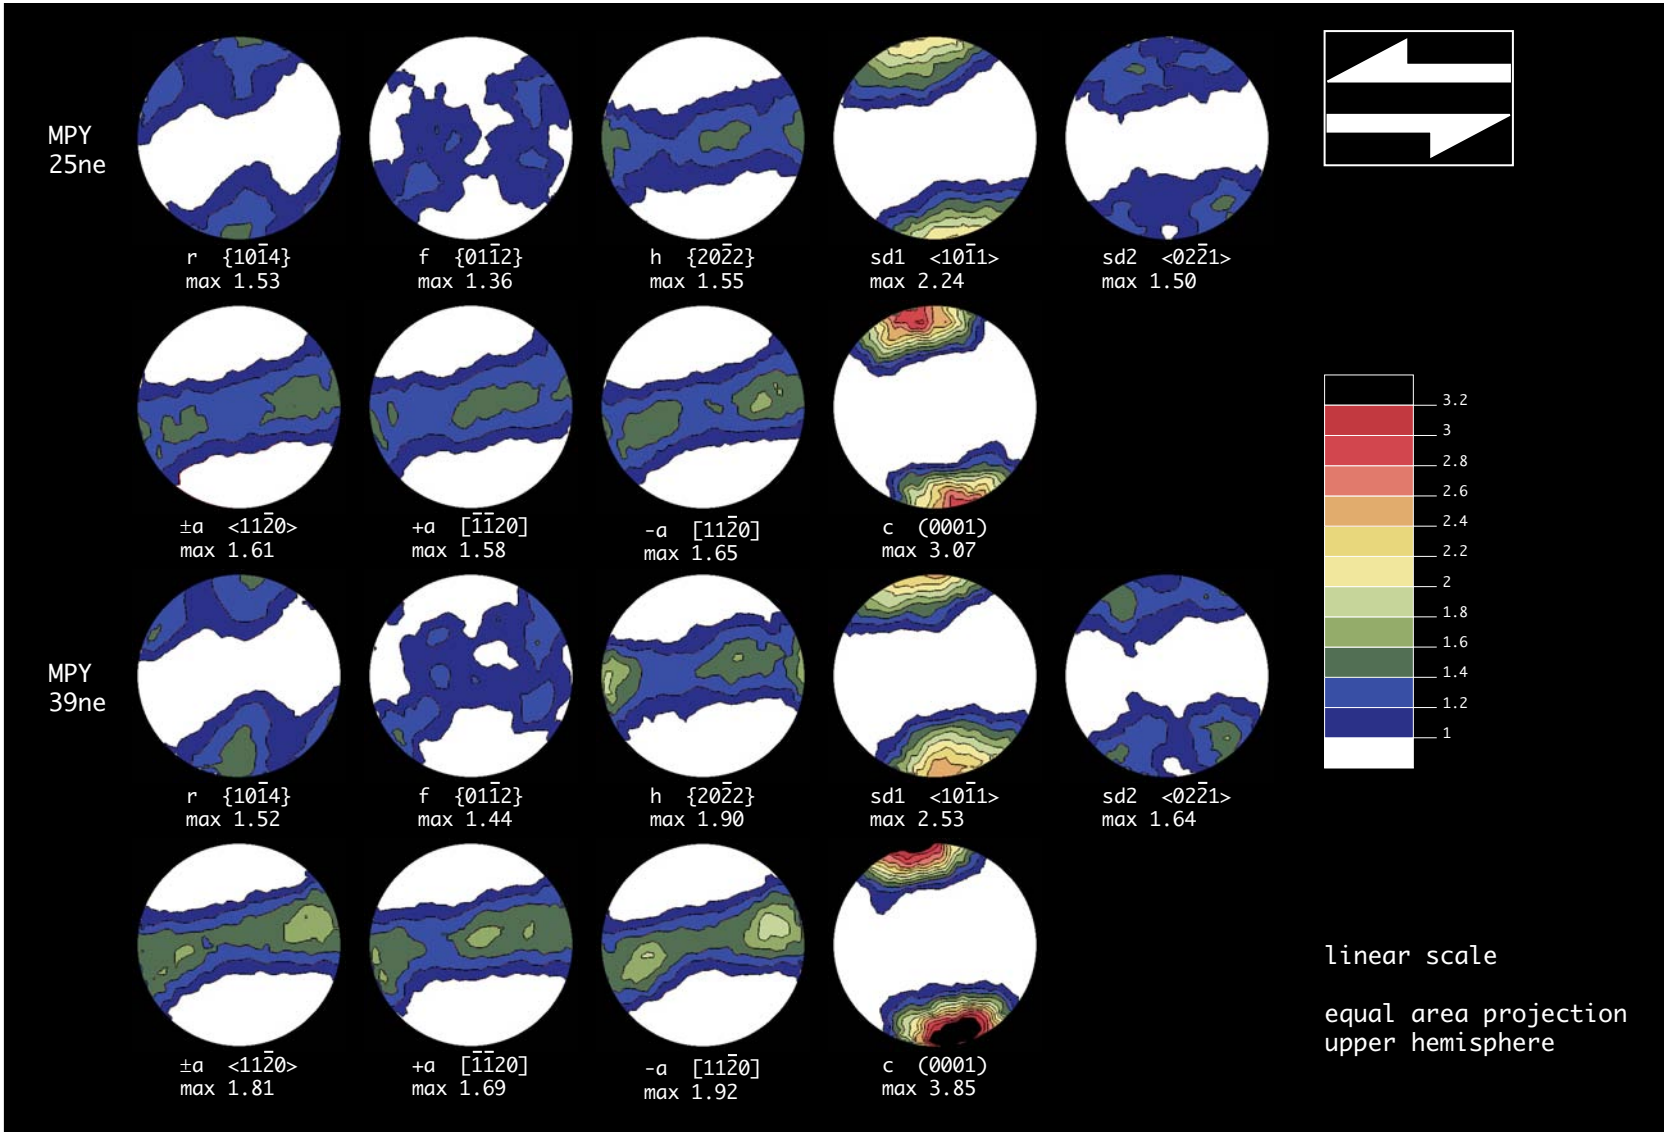 MPY
25ne
r {101̅4}
max 1.53
f {011̅2}
max 1.36
h {202̅2}
max 1.55
sd1 <101̅1>
max 2.24
sd2 <022̅1>
max 1.50
±a <112̅0>
max 1.61
+a [1̅1̅20]
max 1.58
-a [112̅0]
max 1.65
c (0001)
max 3.07
MPY
39ne
r {101̅4}
max 1.52
f {011̅2}
max 1.44
h {202̅2}
max 1.90
sd1 <101̅1>
max 2.53
sd2 <022̅1>
max 1.64
±a <112̅0>
max 1.81
+a [1̅1̅20]
max 1.69
-a [112̅0]
max 1.92
c (0001)
max 3.85
3.2
3
2.8
2.6
2.4
2.2
2
1.8
1.6
1.4
1.2
1
linear scale
equal area projection
upper hemisphere